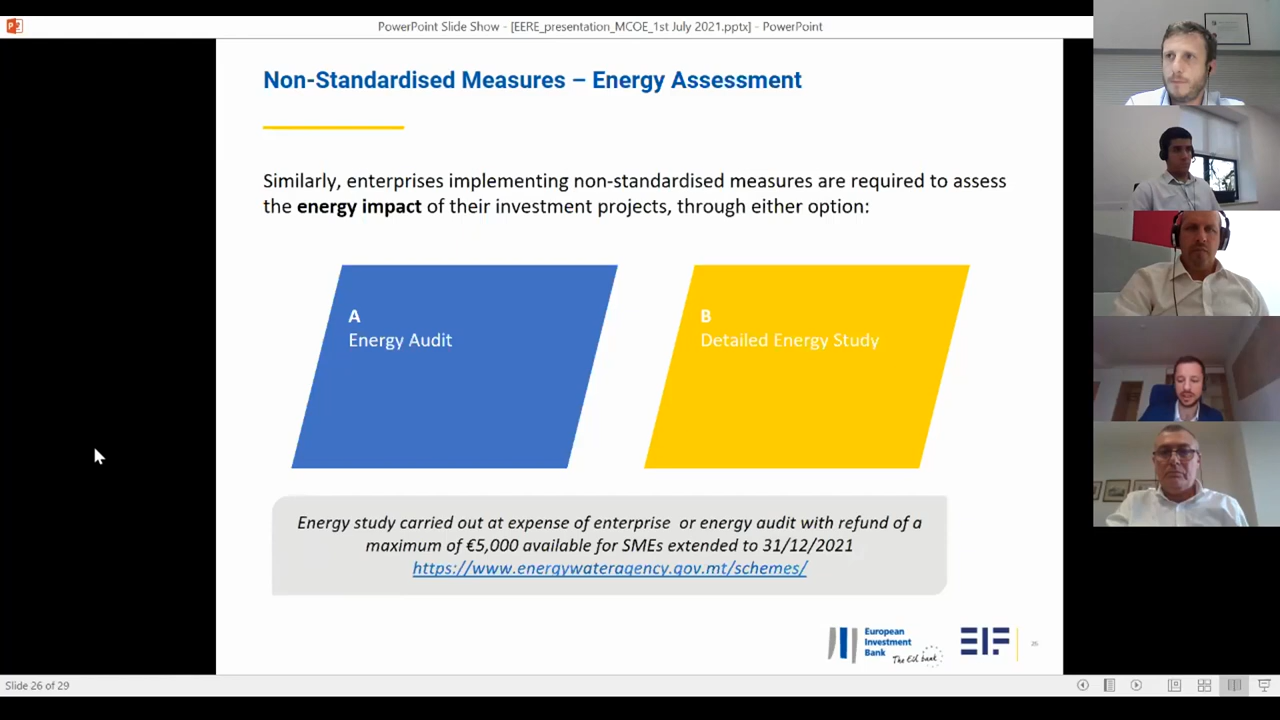 PowerPoint Slide Show - [EERE_presentation_MCOE_1st July 2021.pptx] - PowerPoint
Non-Standardised Measures – Energy Assessment
Similarly, enterprises implementing non-standardised measures are required to assess
the energy impact of their investment projects, through either option:
A
Energy Audit
B
Detailed Energy Study
Energy study carried out at expense of enterprise or energy audit with refund of a
maximum of €5,000 available for SMEs extended to 31/12/2021
https://www.energywateragency.gov.mt/schemes/
European
Investment
Bank
The EU bank
EIF
26
Slide 26 of 29